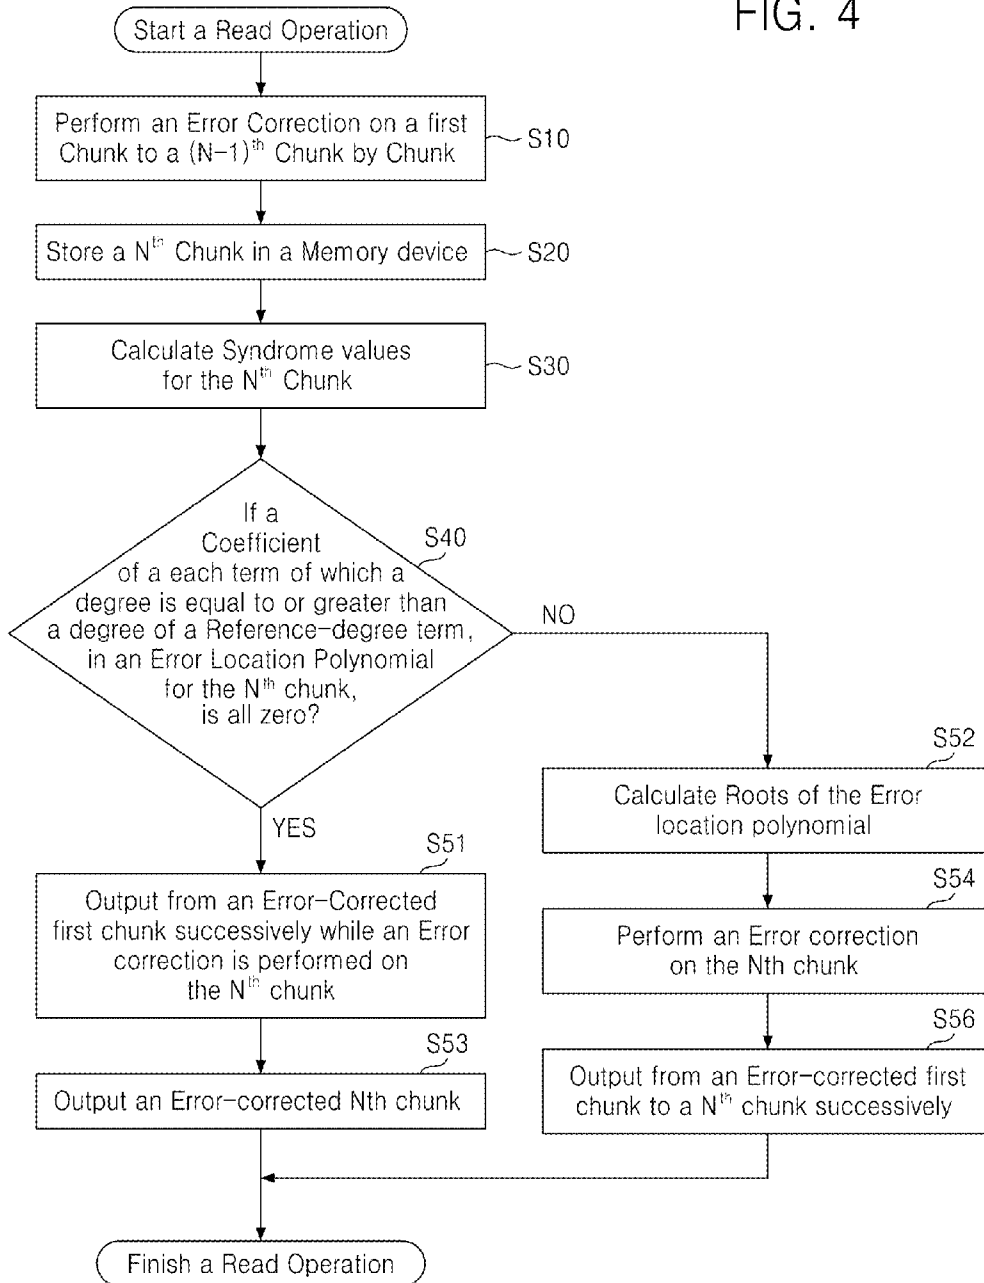 FIG. 4
Start a Read Operation
Perform an Error Correction on a first
Chunk to a (N-1)th Chunk by Chunk
S10
Store a Nth Chunk in a Memory device
S20
Calculate Syndrome values
for the Nth Chunk
S30
If a
Coefficient
of a each term of which a
degree is equal to or greater than
a degree of a Reference-degree term,
in an Error Location Polynomial
for the Nth chunk,
is all zero?
S40
NO
YES
S52
Calculate Roots of the Error
location polynomial
S51
Output from an Error-Corrected
first chunk successively while an Error
correction is performed on
the Nth chunk
S54
Perform an Error correction
on the Nth chunk
S53
Output an Error-corrected Nth chunk
S56
Output from an Error-corrected first
chunk to a Nth chunk successively
Finish a Read Operation